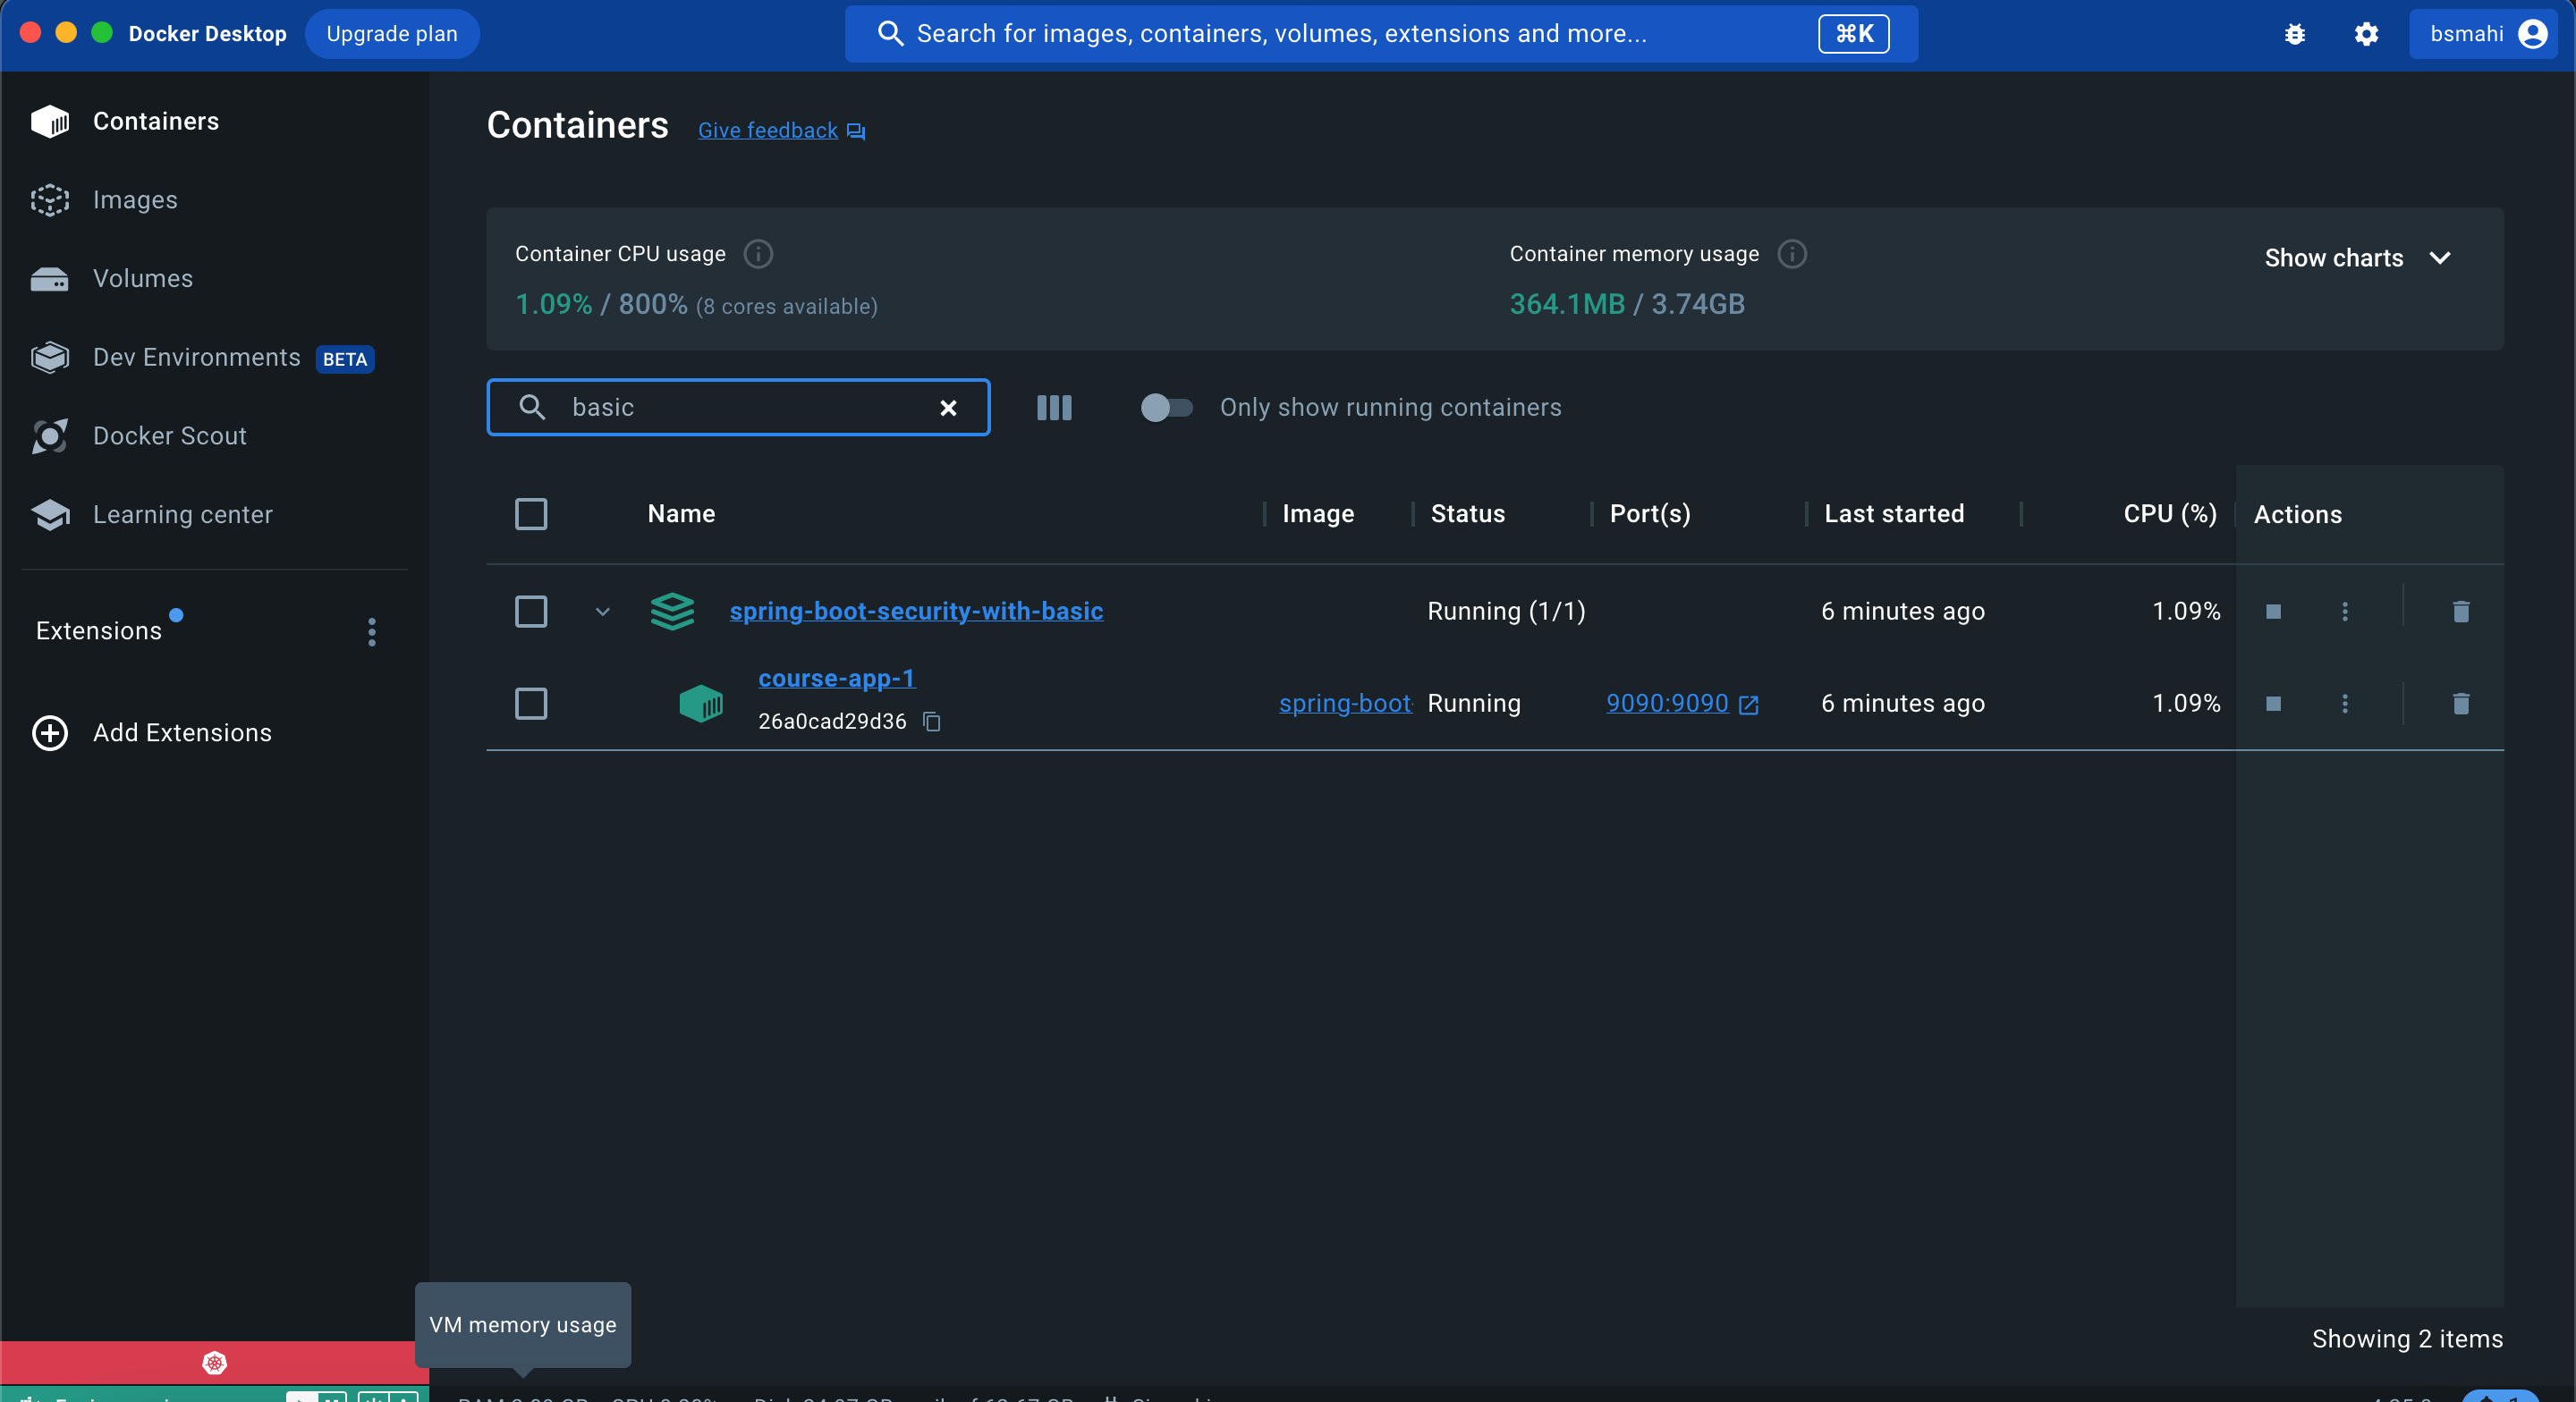 Docker Desktop
Upgrade plan
Search for images, containers, volumes, extensions and more...
⌘K
bsmahi
Containers
Images
Volumes
Dev Environments BETA
Docker Scout
Learning center
Extensions
Add Extensions
Containers
Give feedback
Container CPU usage
1.09% / 800% (8 cores available)
Container memory usage
364.1MB / 3.74GB
Show charts
basic
Only show running containers
Name Image Status Port(s) Last started CPU (%) Actions
spring-boot-security-with-basic Running (1/1) 6 minutes ago 1.09%
course-app-1
26a0cad29d36
spring-boot Running 9090:9090 6 minutes ago 1.09%
VM memory usage
Showing 2 items